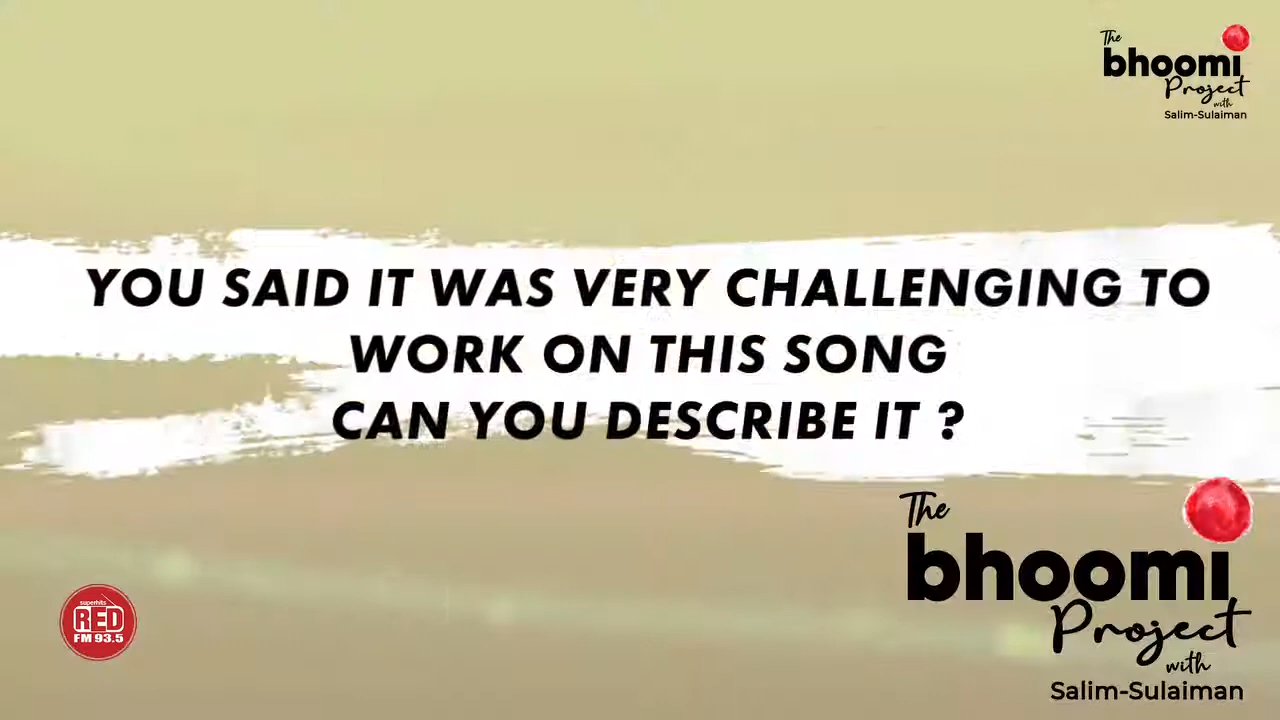 The
bhoomi
Project
with
Salim-Sulaiman
YOU SAID IT WAS VERY CHALLENGING TO
WORK ON THIS SONG
CAN YOU DESCRIBE IT ?
The
bhoomi
Project
with
Salim-Sulaiman
superhits
RED
FM 93.5